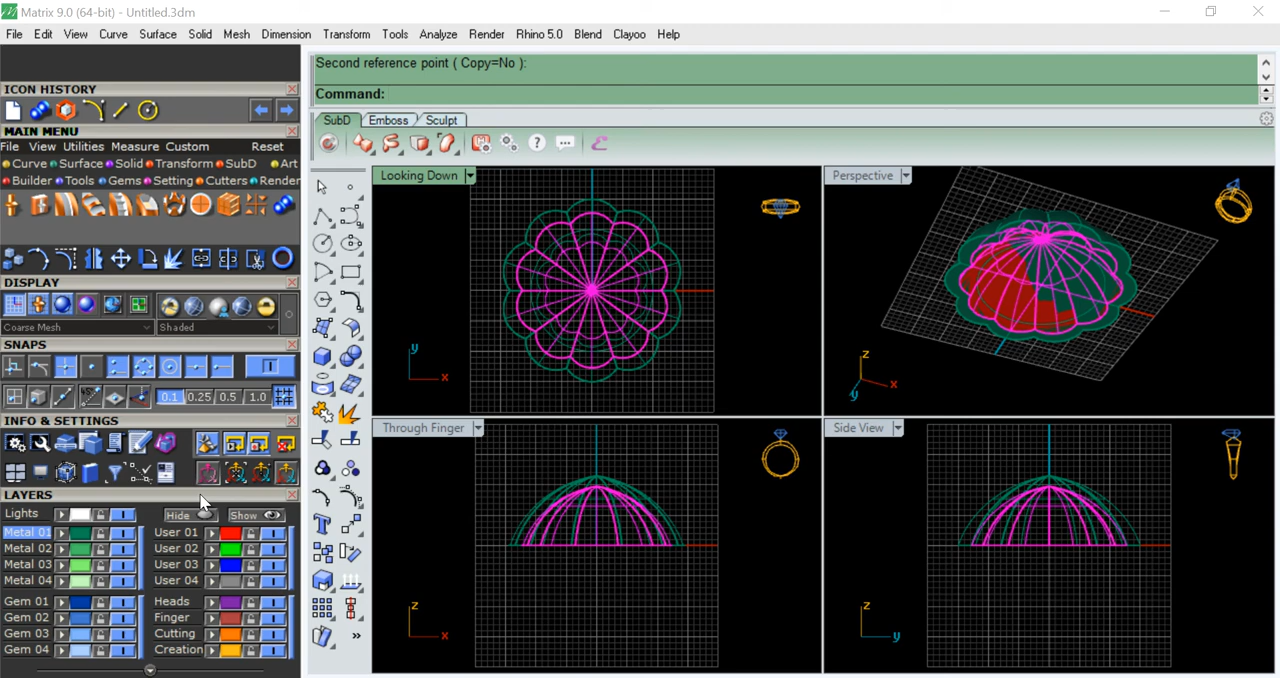 Matrix 9.0 (64-bit) - Untitled.3dm
File Edit View Curve Surface Solid Mesh Dimension Transform Tools Analyze Render Rhino 5.0 Blend Clayoo Help
Second reference point ( Copy=No ):
Command:
ICON HISTORY
MAIN MENU
File View Utilities Measure Custom Reset
Curve Surface Solid Transform SubD Art
Builder Tools Gems Setting Cutters Render
DISPLAY
Coarse Mesh Shaded
SNAPS
0.1 0.25 0.5 1.0
INFO & SETTINGS
LAYERS
Lights Hide Show
Metal 01 User 01
Metal 02 User 02
Metal 03 User 03
Metal 04 User 04
Gem 01 Heads
Gem 02 Finger
Gem 03 Cutting
Gem 04 Creation
SubD Emboss Sculpt
Looking Down
y
x
Perspective
z
x
y
Through Finger
z
x
Side View
z
y